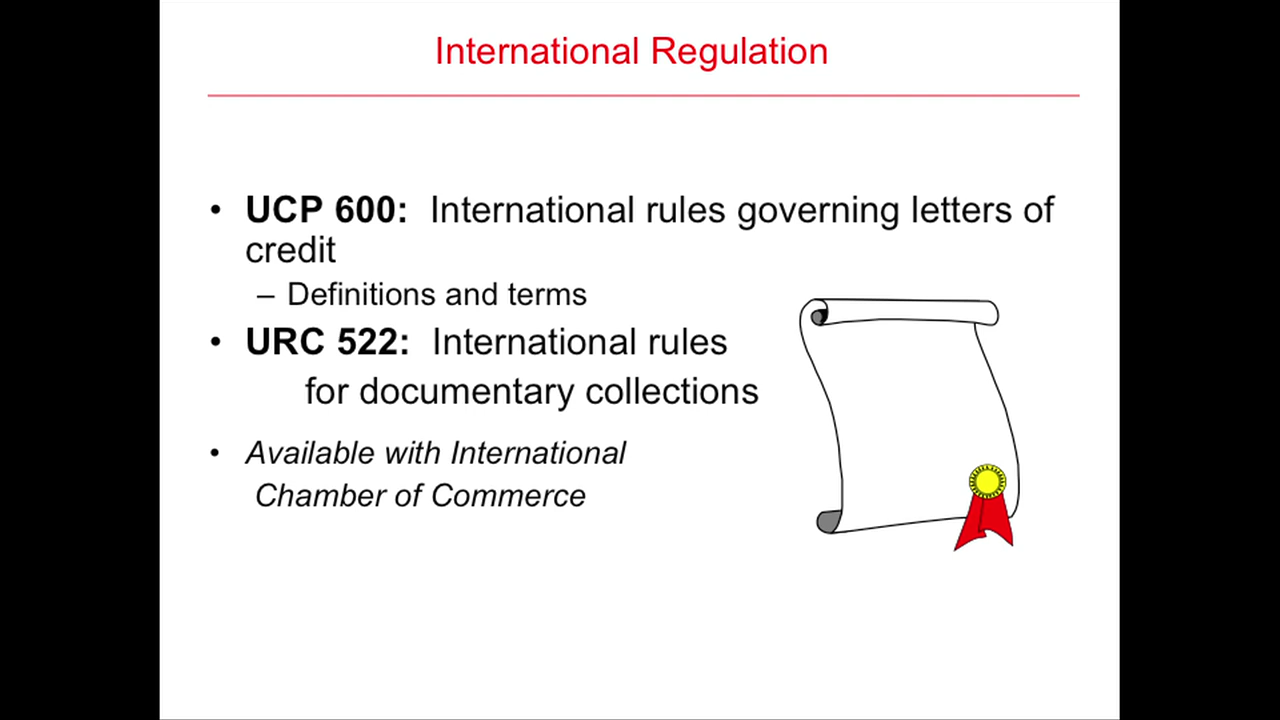 International Regulation
• UCP 600: International rules governing letters of
credit
– Definitions and terms
• URC 522: International rules
for documentary collections
• Available with International
Chamber of Commerce